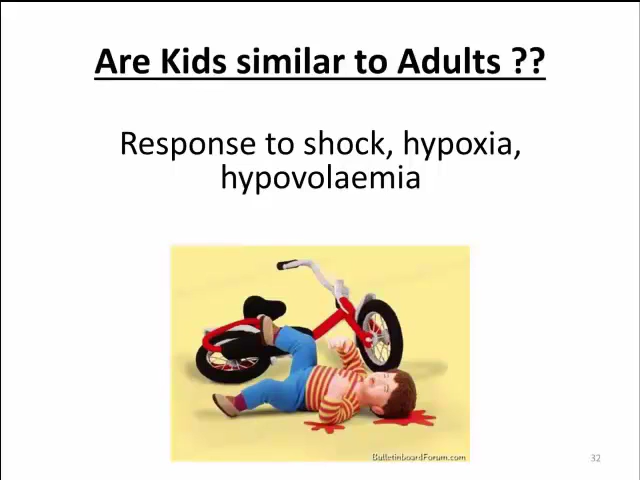 Are Kids similar to Adults ??
Response to shock, hypoxia,
hypovolaemia
BulletinboardForum.com
32